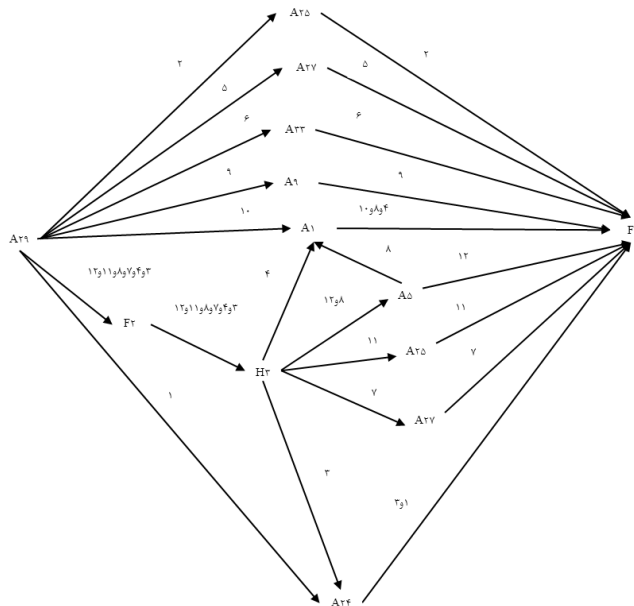 A۲۵
۲
۲
A۲۷
۵
۵
۶
A۳۳
۶
۹
A۹
۹
۱۰
A۱
۱۰و۸و۴
A۲۹
F
۸
۱۲
۱۲و۱۱و۸و۷و۴و۳
۴
A۵
۱۲و۸
۱۲و۱۱و۸و۷و۴و۳
۱۱
F۲
۱۱
A۲۵
۷
H۳
۷
۱
A۲۷
۳
۳و۱
A۲۴